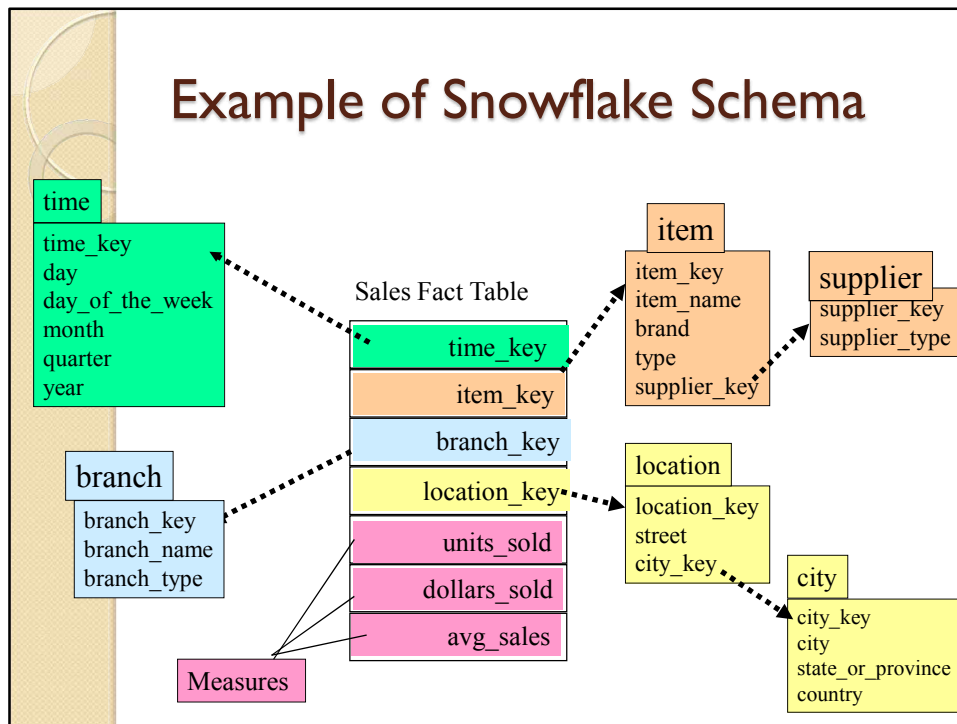 Example of Snowflake Schema
time
time_key
day
day_of_the_week
month
quarter
year
branch
branch_key
branch_name
branch_type
Sales Fact Table
time_key
item_key
branch_key
location_key
units_sold
dollars_sold
avg_sales
Measures
item
item_key
item_name
brand
type
supplier_key
supplier
supplier_key
supplier_type
location
location_key
street
city_key
city
city_key
city
state_or_province
country